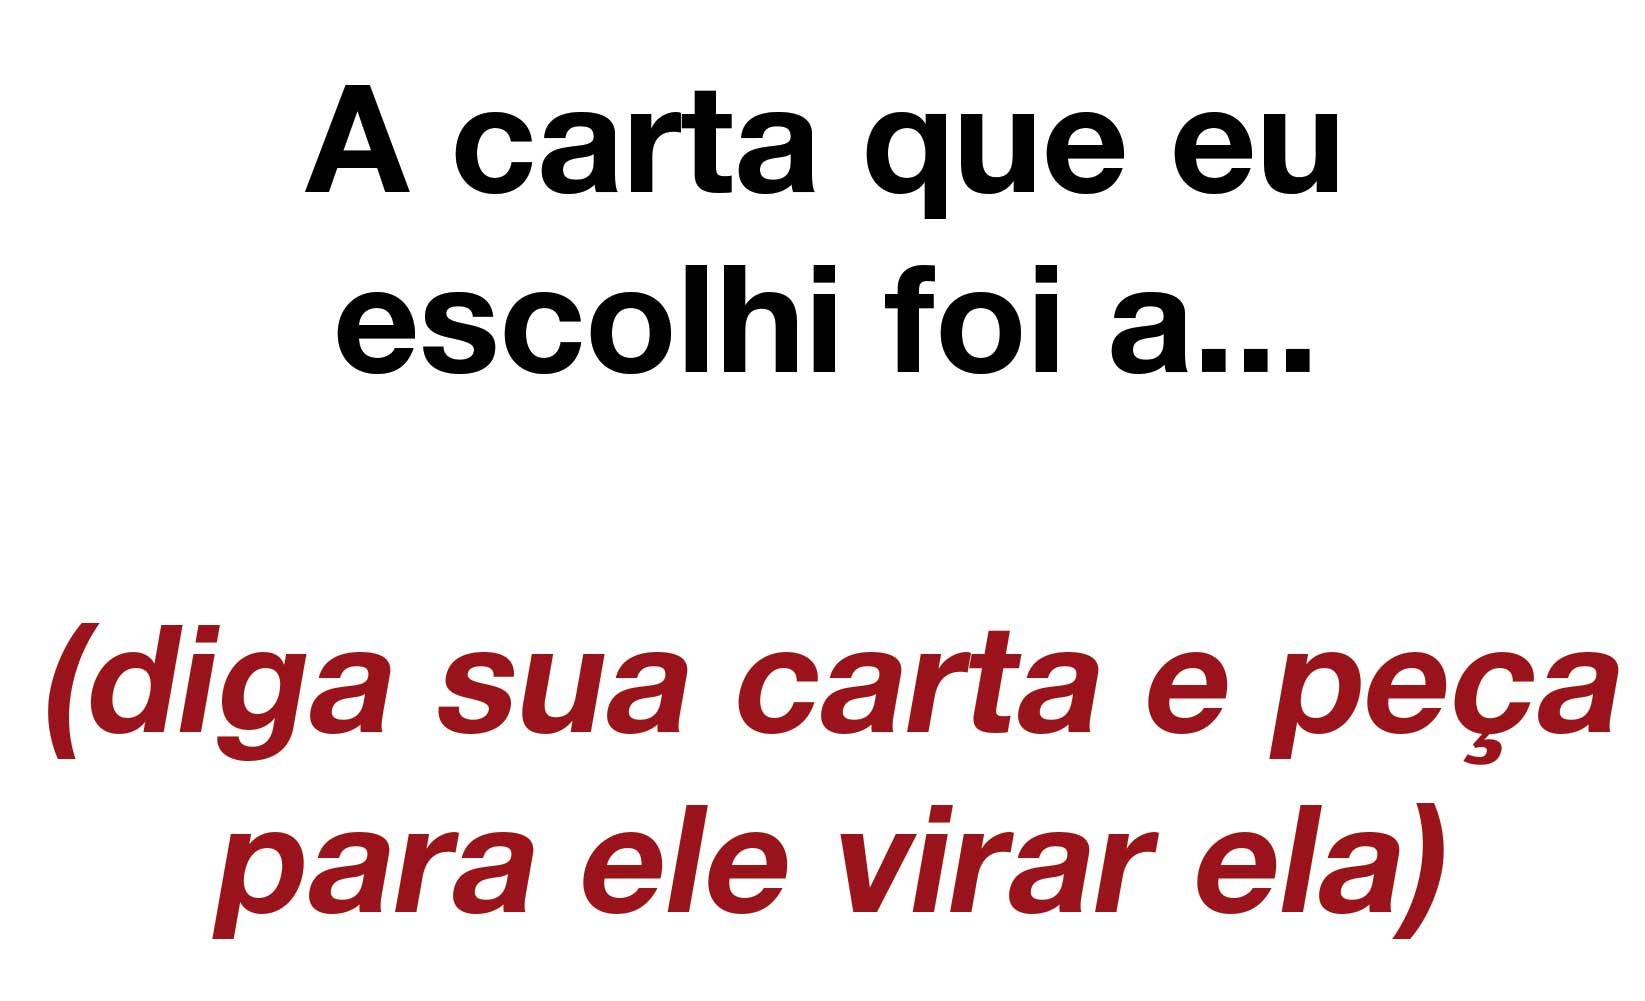 A carta que eu
escolhi foi a...
(diga sua carta e peça
para ele virar ela)